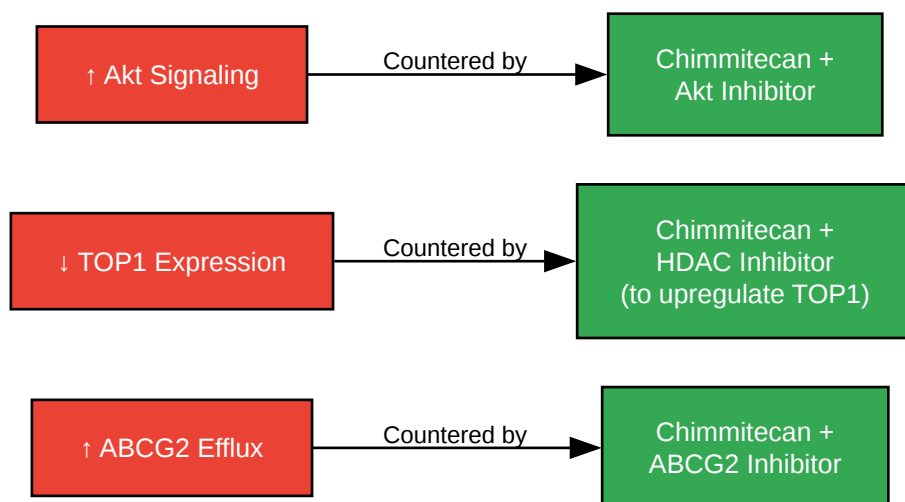 ↑ Akt Signaling
Countered by
Chimmitecan +
Akt Inhibitor
↓ TOP1 Expression
Countered by
Chimmitecan +
HDAC Inhibitor
(to upregulate TOP1)
↑ ABCG2 Efflux
Countered by
Chimmitecan +
ABCG2 Inhibitor